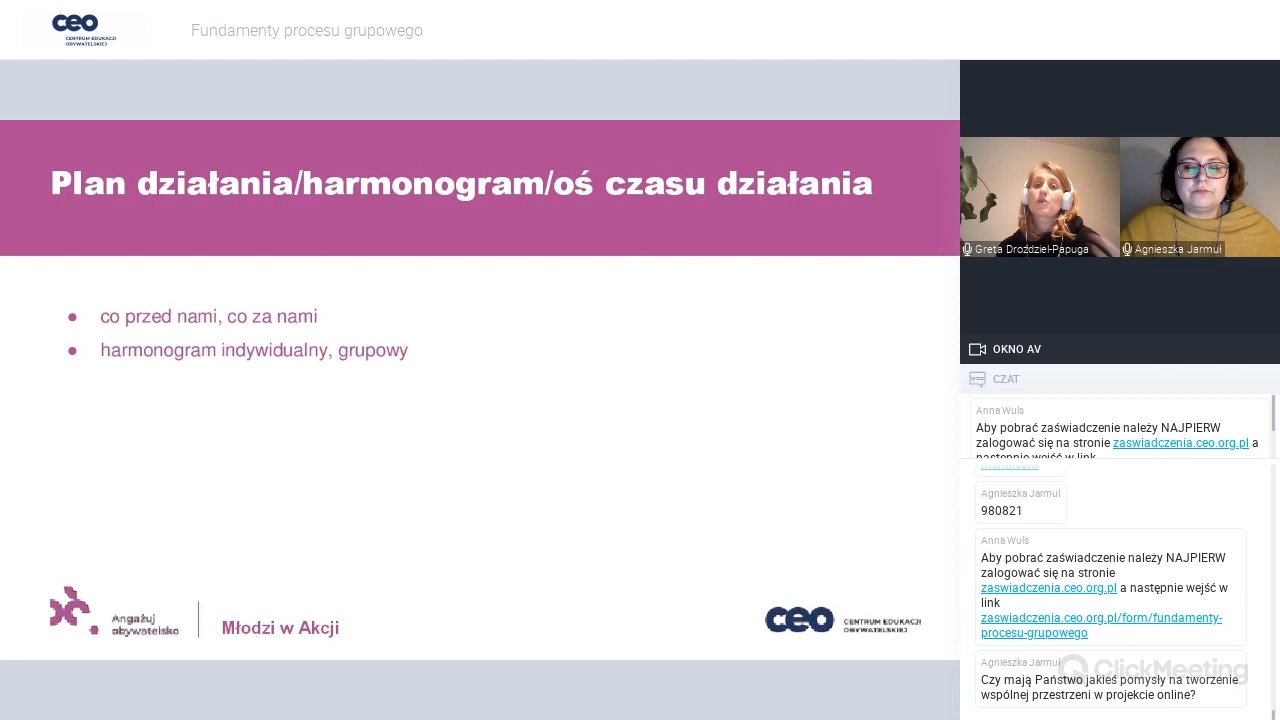 ceo
CENTRUM EDUKACJI
OBYWATELSKIEJ
Fundamenty procesu grupowego
Plan działania/harmonogram/oś czasu działania
● co przed nami, co za nami
● harmonogram indywidualny, grupowy
Angażuj
obywatelsko
Młodzi w Akcji
ceo
CENTRUM EDUKACJI
OBYWATELSKIEJ
Greta Droździel-Papuga
Agnieszka Jarmuł
OKNO AV
CZAT
Anna Wuls
Aby pobrać zaświadczenie należy NAJPIERW
zalogować się na stronie zaswiadczenia.ceo.org.pl a
następnie wejść w link
Agnieszka Jarmuł
980821
Anna Wuls
Aby pobrać zaświadczenie należy NAJPIERW
zalogować się na stronie
zaswiadczenia.ceo.org.pl a następnie wejść w
link
zaswiadczenia.ceo.org.pl/form/fundamenty-
procesu-grupowego
Agnieszka Jarmuł
ClickMeeting
Czy mają Państwo jakieś pomysły na tworzenie
wspólnej przestrzeni w projekcie online?